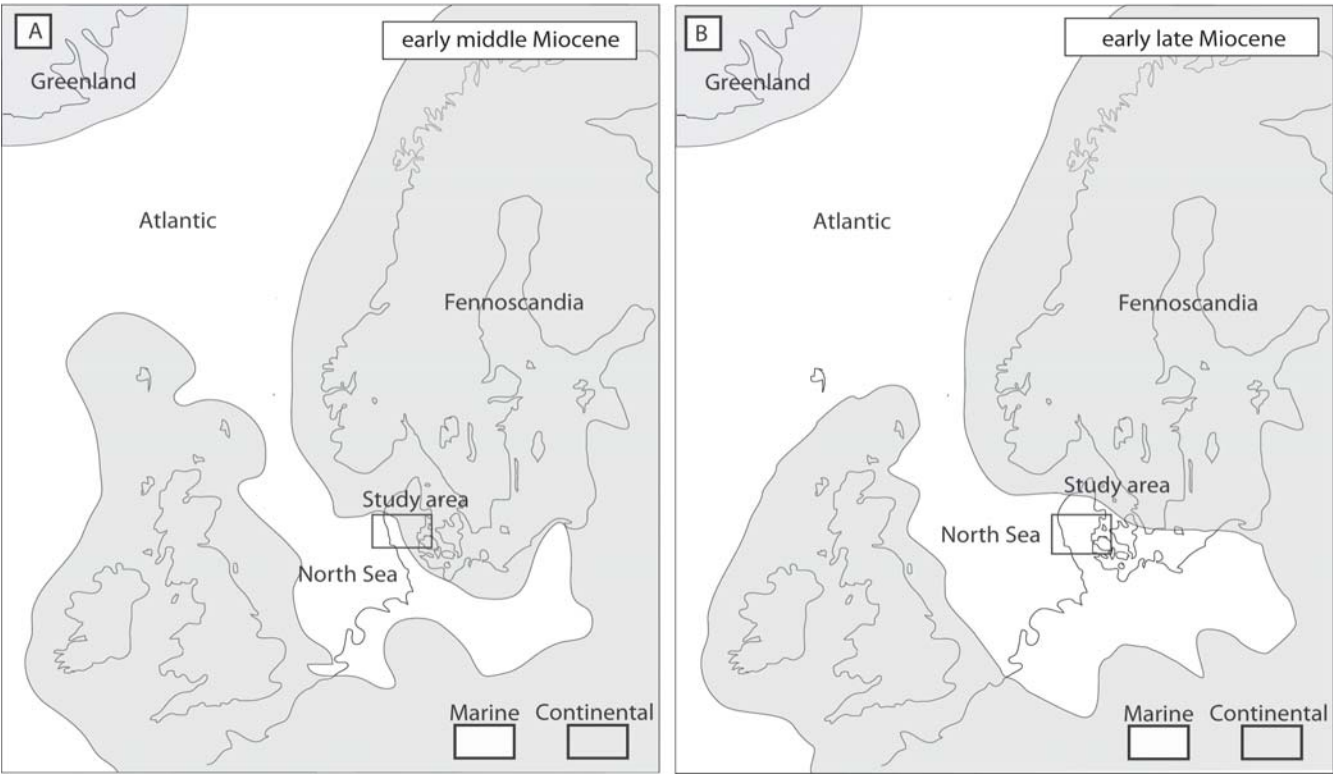 A
early middle Miocene
Greenland
Atlantic
Fennoscandia
Study area
North Sea
Marine
Continental
B
early late Miocene
Greenland
Atlantic
Fennoscandia
Study area
North Sea
Marine
Continental